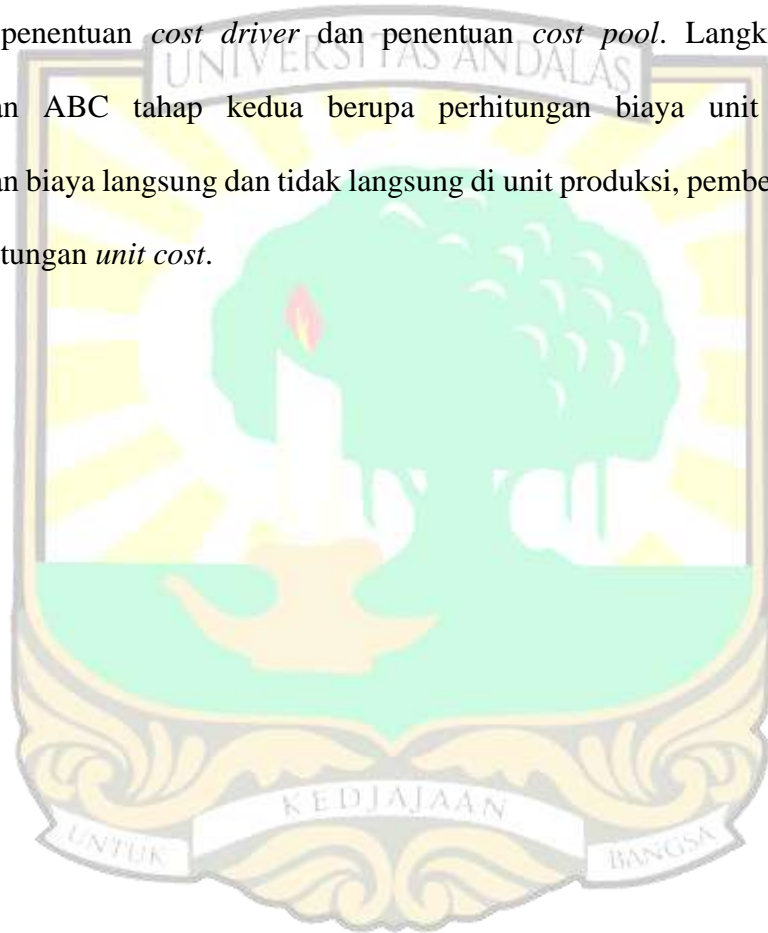 penentuan cost driver dan penentuan cost pool. Langk
UNIVERSITAS ANDALAS
an ABC tahap kedua berupa perhitungan biaya unit
an biaya langsung dan tidak langsung di unit produksi, pembe
tungan unit cost.
KEDJAJAAN
UNTUK
BANGSA